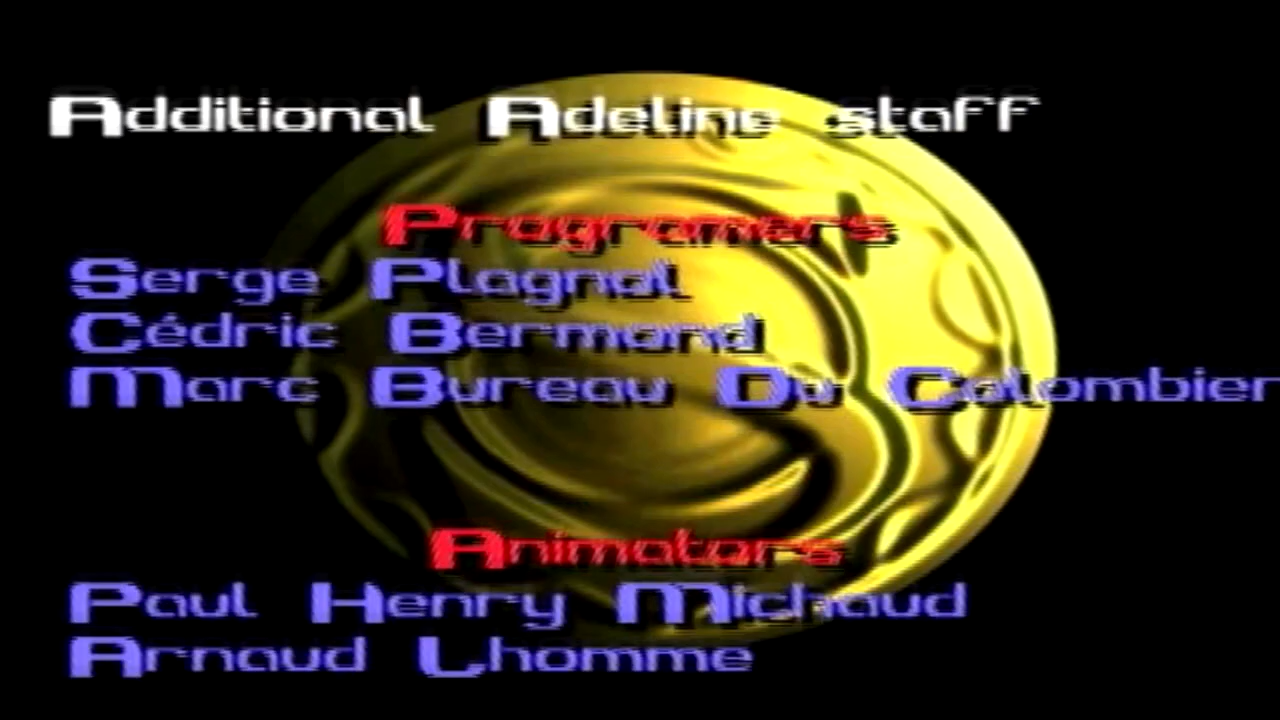 Additional Adeline staff
Programers
Serge Plagnol
Cédric Bermond
Marc Bureau Du Colombier
Animators
Paul Henry Michaud
Arnaud Lhomme